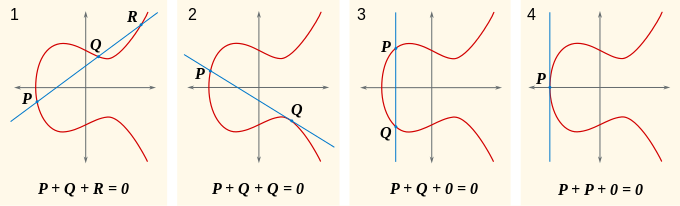 1
R
Q
P
P + Q + R = 0
2
P
Q
P + Q + Q = 0
3
P
Q
P + Q + 0 = 0
4
P
P + P + 0 = 0